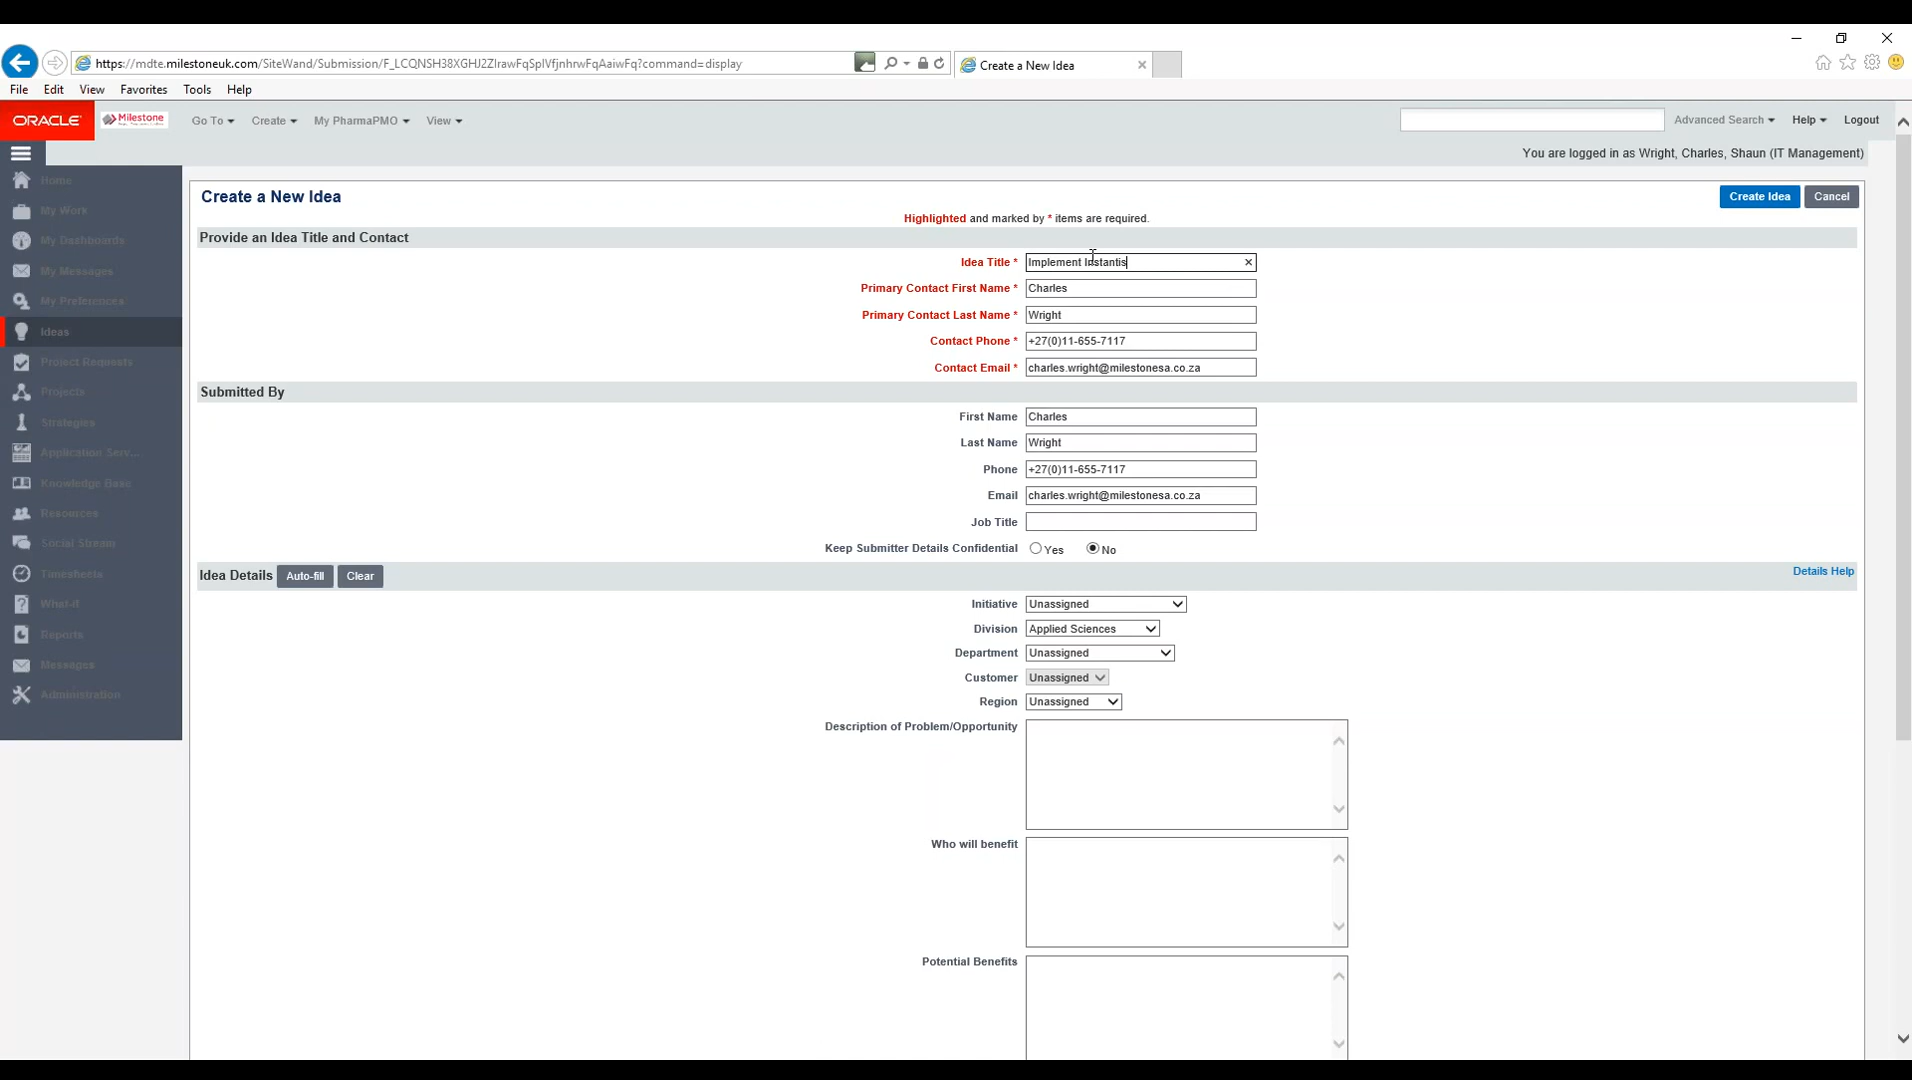 https://mdte.milestoneuk.com/SiteWand/Submission/F_LCQNSH38XGHJ2ZIrawFqSplVfjnhrwFqAaiwFq?command=display
Create a New Idea
File Edit View Favorites Tools Help
ORACLE Milestone Go To Create My PharmaPMO View Advanced Search Help Logout
You are logged in as Wright, Charles, Shaun (IT Management)
Home
My Work
My Dashboards
My Messages
My Preferences
Ideas
Project Requests
Projects
Strategies
Application Serv...
Knowledge Base
Resources
Social Stream
Timesheets
What-if
Reports
Messages
Administration
Create a New Idea Create Idea Cancel
Highlighted and marked by * items are required.
Provide an Idea Title and Contact
Idea Title * Implement Instantis
Primary Contact First Name * Charles
Primary Contact Last Name * Wright
Contact Phone * +27(0)11-655-7117
Contact Email * charles.wright@milestonesa.co.za
Submitted By
First Name Charles
Last Name Wright
Phone +27(0)11-655-7117
Email charles.wright@milestonesa.co.za
Job Title
Keep Submitter Details Confidential Yes No
Idea Details Auto-fill Clear Details Help
Initiative Unassigned
Division Applied Sciences
Department Unassigned
Customer Unassigned
Region Unassigned
Description of Problem/Opportunity
Who will benefit
Potential Benefits